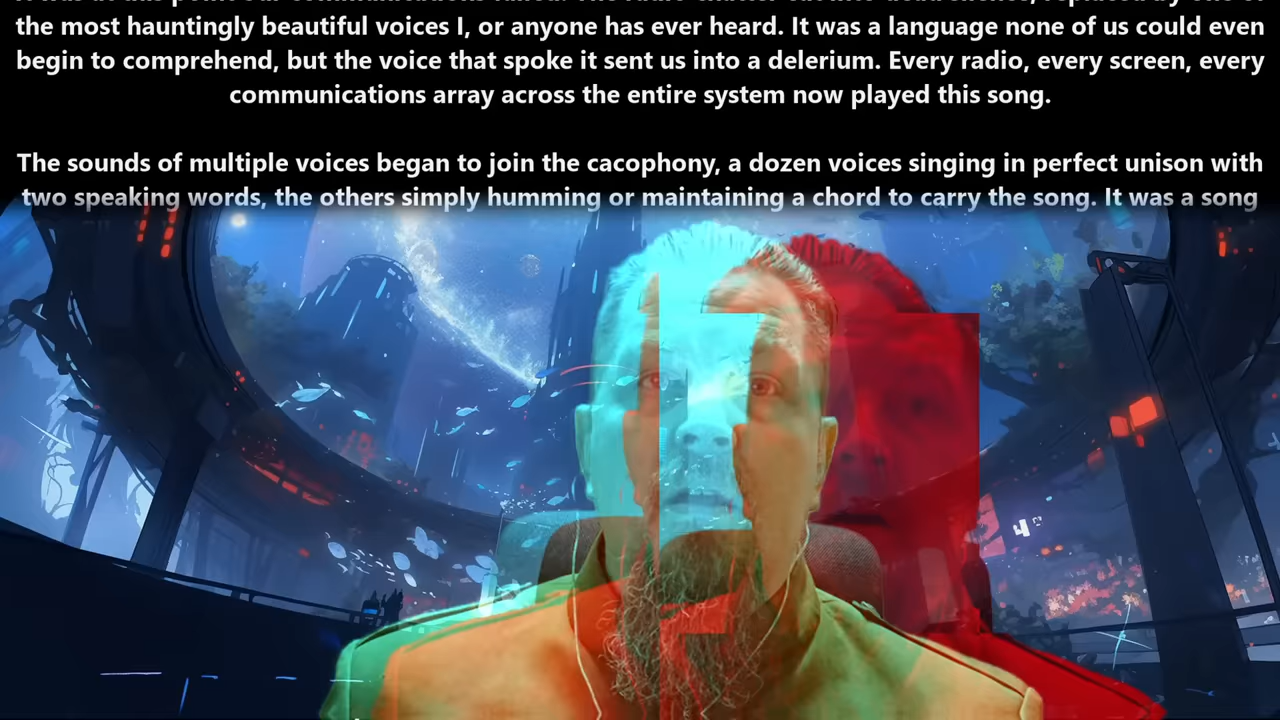 the most hauntingly beautiful voices I, or anyone has ever heard. It was a language none of us could even
begin to comprehend, but the voice that spoke it sent us into a delerium. Every radio, every screen, every
communications array across the entire system now played this song.
The sounds of multiple voices began to join the cacophony, a dozen voices singing in perfect unison with
two speaking words, the others simply humming or maintaining a chord to carry the song. It was a song